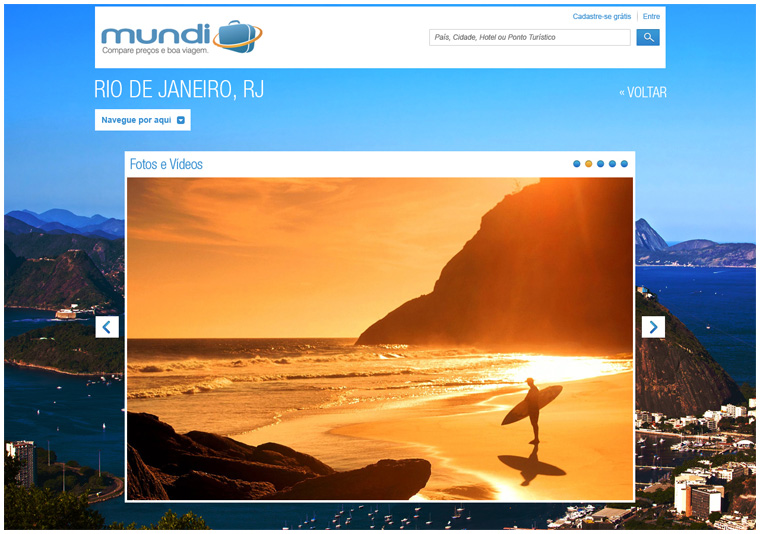 Cadastre-se grátis | Entre
mundi
Compare preços e boa viagem.
País, Cidade, Hotel ou Ponto Turístico
RIO DE JANEIRO, RJ
« VOLTAR
Navegue por aqui
Fotos e Vídeos